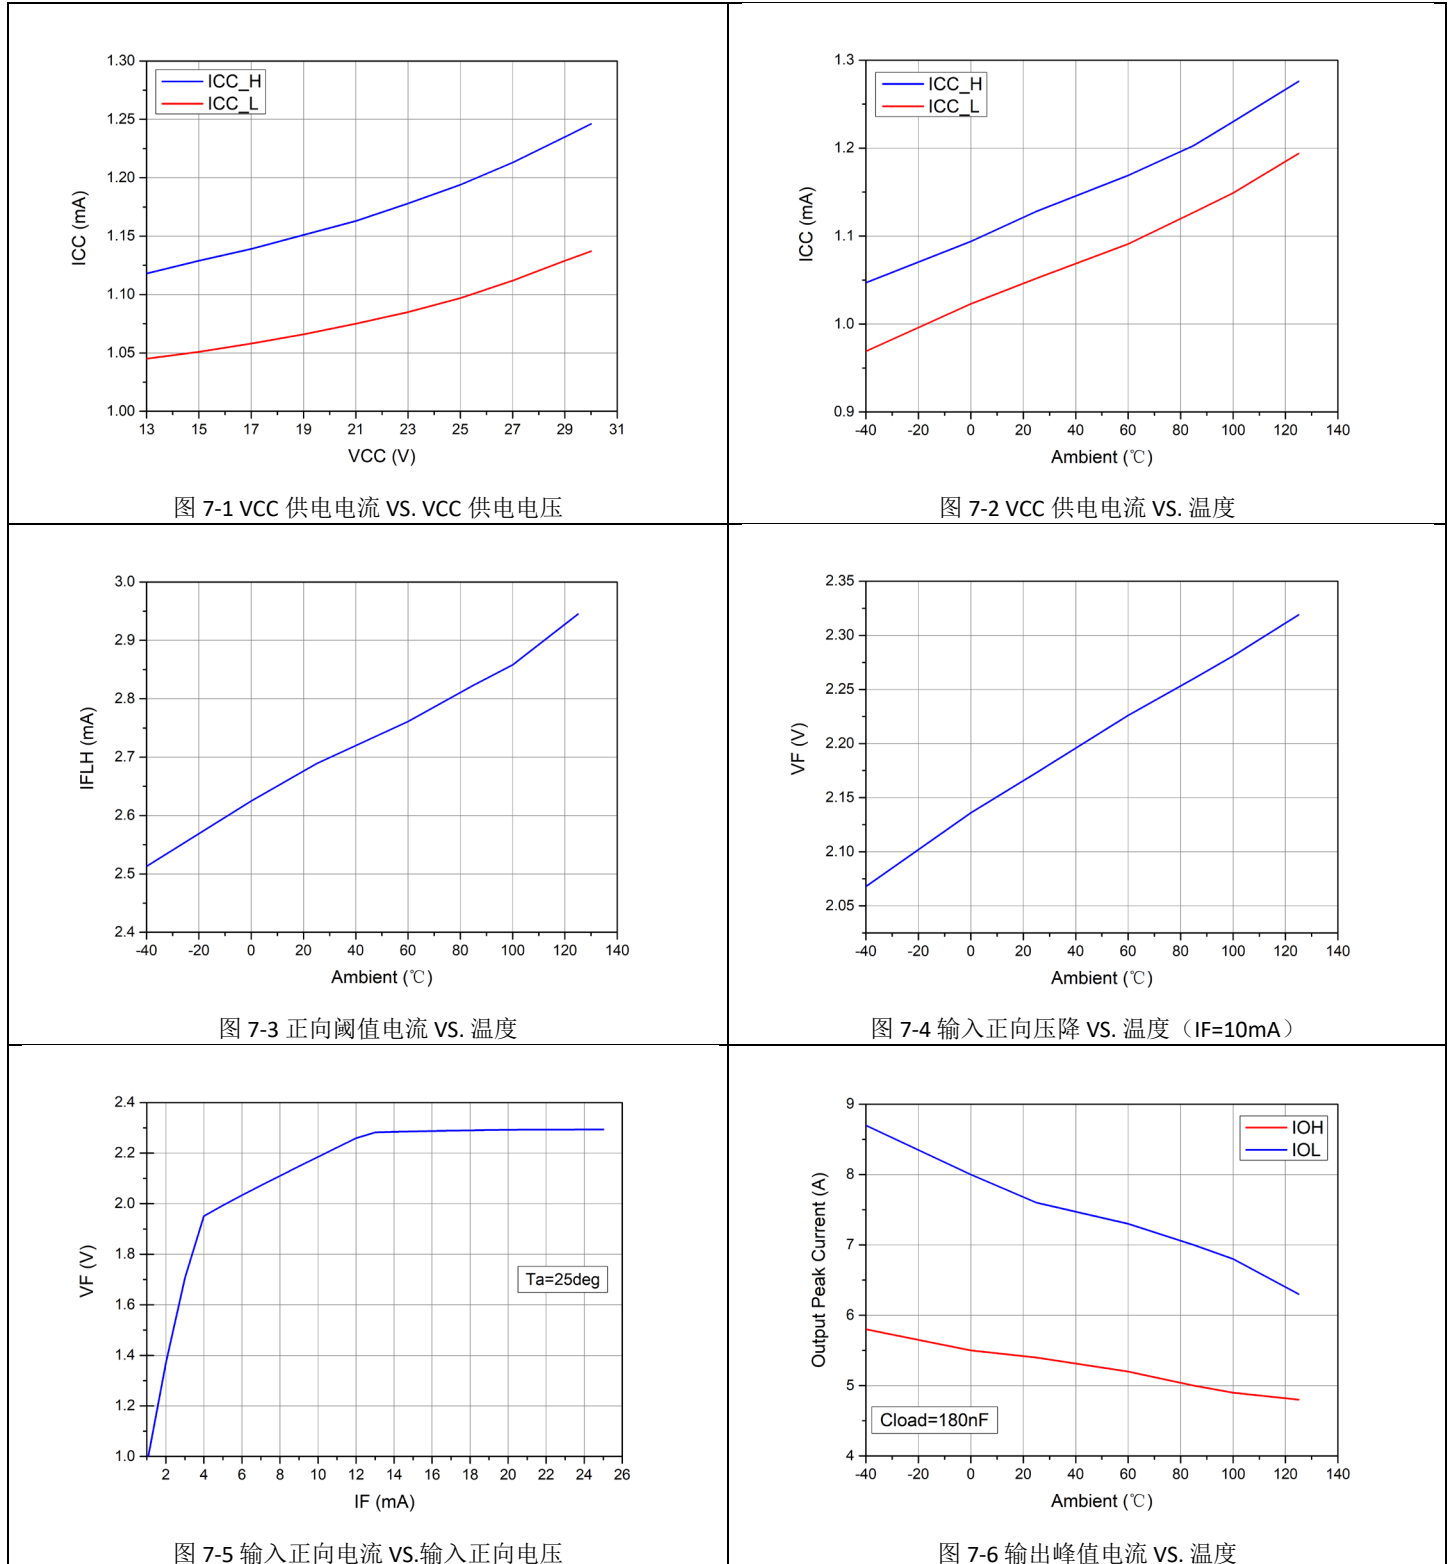 1.30
1.25
1.20
1.15
1.10
1.05
1.00
ICC (mA)
ICC_H
ICC_L
13 15 17 19 21 23 25 27 29 31
VCC (V)
图 7-1 VCC 供电电流 VS. VCC 供电电压
1.3
1.2
1.1
1.0
0.9
ICC (mA)
ICC_H
ICC_L
-40 -20 0 20 40 60 80 100 120 140
Ambient (℃)
图 7-2 VCC 供电电流 VS. 温度
3.0
2.9
2.8
2.7
2.6
2.5
2.4
IFLH (mA)
-40 -20 0 20 40 60 80 100 120 140
Ambient (℃)
图 7-3 正向阈值电流 VS. 温度
2.35
2.30
2.25
2.20
2.15
2.10
2.05
VF (V)
-40 -20 0 20 40 60 80 100 120 140
Ambient (℃)
图 7-4 输入正向压降 VS. 温度（IF=10mA）
2.4
2.2
2.0
1.8
1.6
1.4
1.2
1.0
VF (V)
Ta=25deg
2 4 6 8 10 12 14 16 18 20 22 24 26
IF (mA)
图 7-5 输入正向电流 VS.输入正向电压
9
8
7
6
5
4
Output Peak Current (A)
IOH
IOL
Cload=180nF
-40 -20 0 20 40 60 80 100 120 140
Ambient (℃)
图 7-6 输出峰值电流 VS. 温度